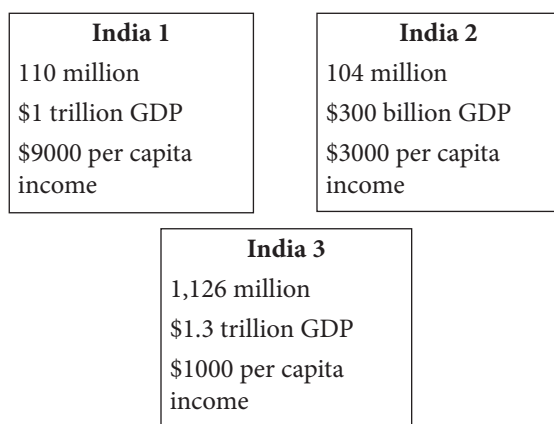 India 1
110 million
$1 trillion GDP
$9000 per capita
income
India 2
104 million
$300 billion GDP
$3000 per capita
income
India 3
1,126 million
$1.3 trillion GDP
$1000 per capita
income